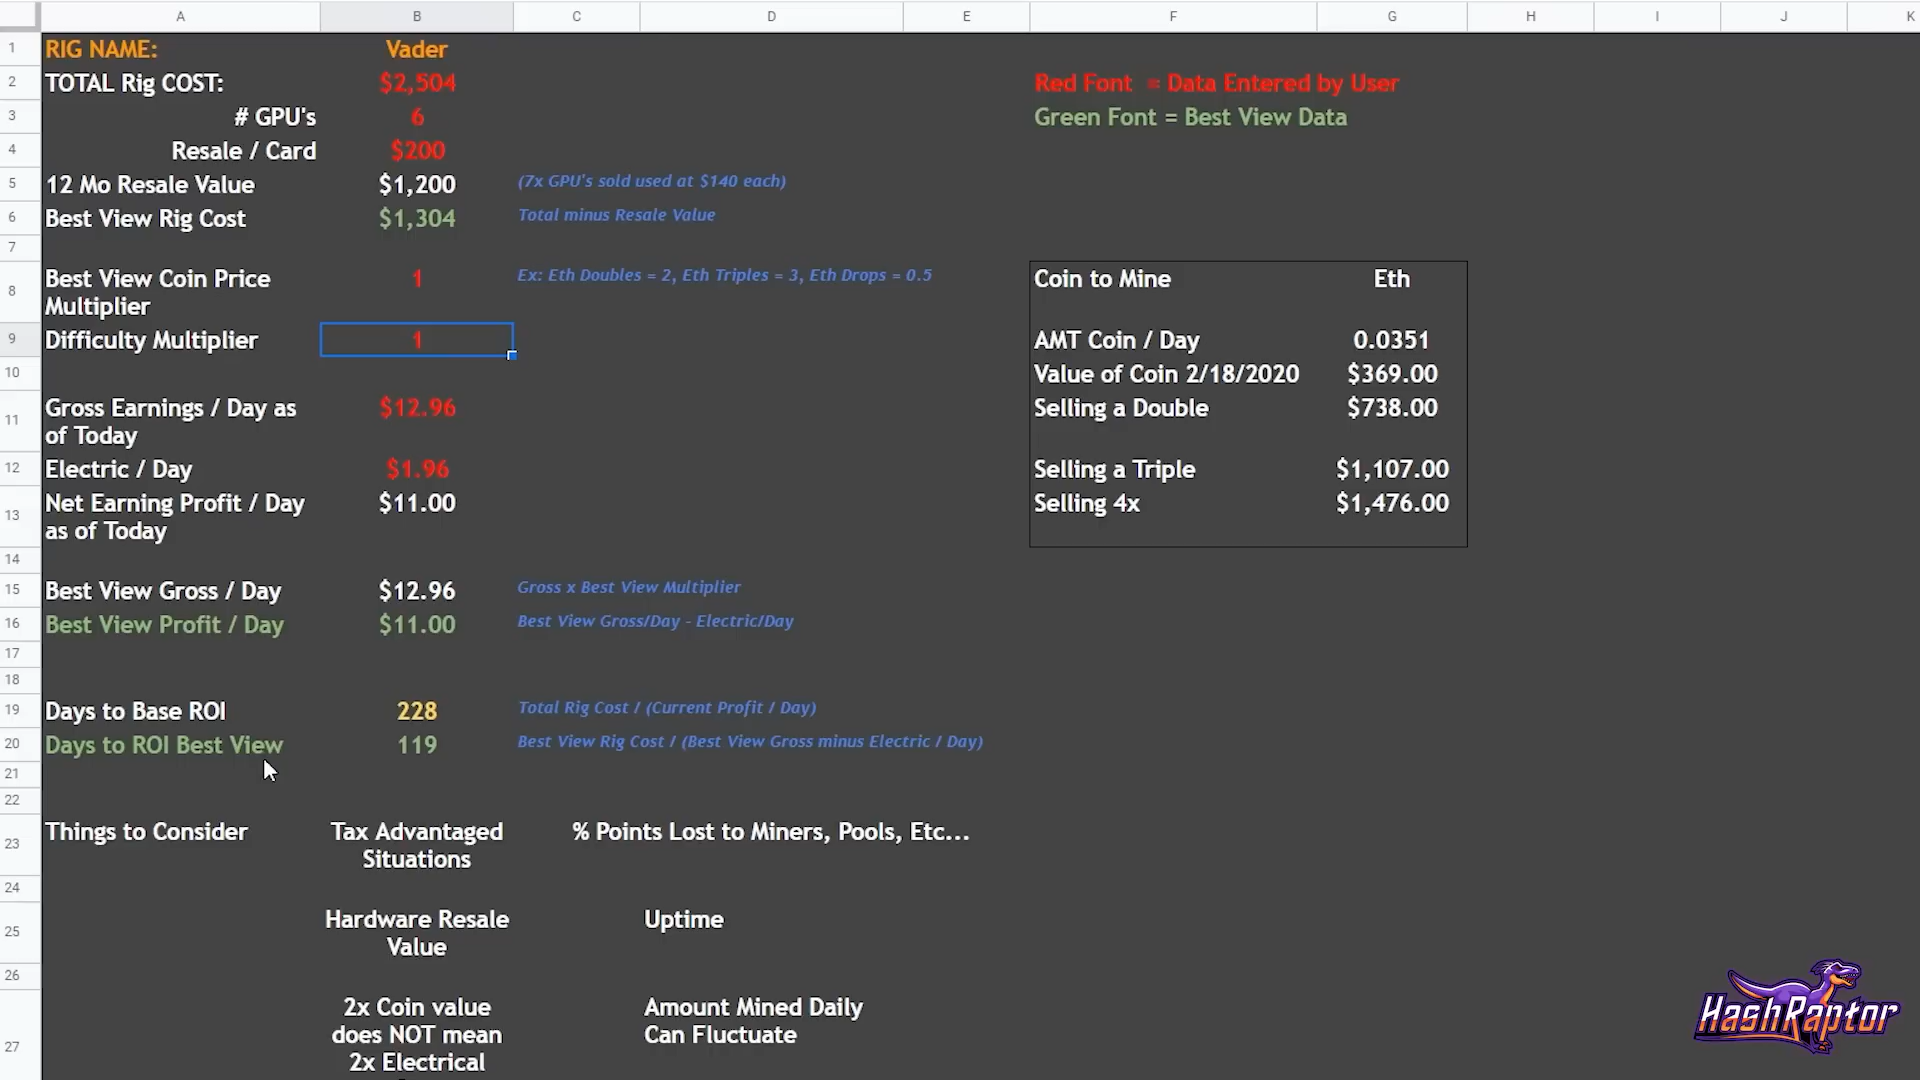 A B C D E F G H I J K
1 RIG NAME: Vader
2 TOTAL Rig COST: $2,504 Red Font = Data Entered by User
3 # GPU's 6 Green Font = Best View Data
4 Resale / Card $200
5 12 Mo Resale Value $1,200 (7x GPU's sold used at $140 each)
6 Best View Rig Cost $1,304 Total minus Resale Value
7
8 Best View Coin Price 1 Ex: Eth Doubles = 2, Eth Triples = 3, Eth Drops = 0.5 Coin to Mine Eth
Multiplier
9 Difficulty Multiplier 1 AMT Coin / Day 0.0351
10 Value of Coin 2/18/2020 $369.00
11 Gross Earnings / Day as $12.96 Selling a Double $738.00
of Today
12 Electric / Day $1.96 Selling a Triple $1,107.00
13 Net Earning Profit / Day $11.00 Selling 4x $1,476.00
as of Today
14
15 Best View Gross / Day $12.96 Gross x Best View Multiplier
16 Best View Profit / Day $11.00 Best View Gross/Day - Electric/Day
17
18
19 Days to Base ROI 228 Total Rig Cost / (Current Profit / Day)
20 Days to ROI Best View 119 Best View Rig Cost / (Best View Gross minus Electric / Day)
21
22
23 Things to Consider Tax Advantaged % Points Lost to Miners, Pools, Etc...
Situations
24
25 Hardware Resale Uptime
Value
26
27 2x Coin value Amount Mined Daily
does NOT mean Can Fluctuate
2x Electrical
HashRaptor